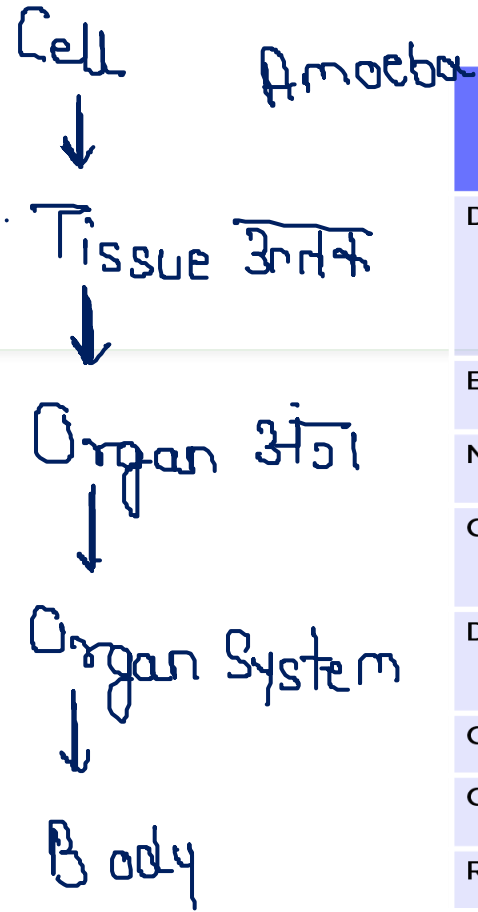 Cell Amoeba
↓
Tissue ऊतक
↓
Organ अंग
↓
Organ System
↓
Body
D
E
N
C
D
C
C
R